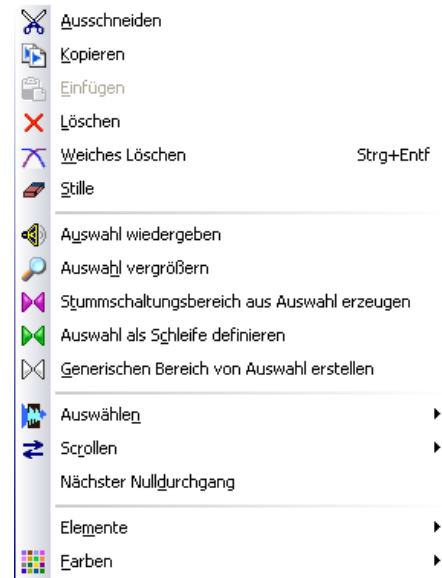 Ausschneiden
Kopieren
Einfügen
Löschen
Weiches Löschen Strg+Entf
Stille
Auswahl wiedergeben
Auswahl vergrößern
Stummschaltungsbereich aus Auswahl erzeugen
Auswahl als Schleife definieren
Generischen Bereich von Auswahl erstellen
Auswählen
Scrollen
Nächster Nulldurchgang
Elemente
Farben